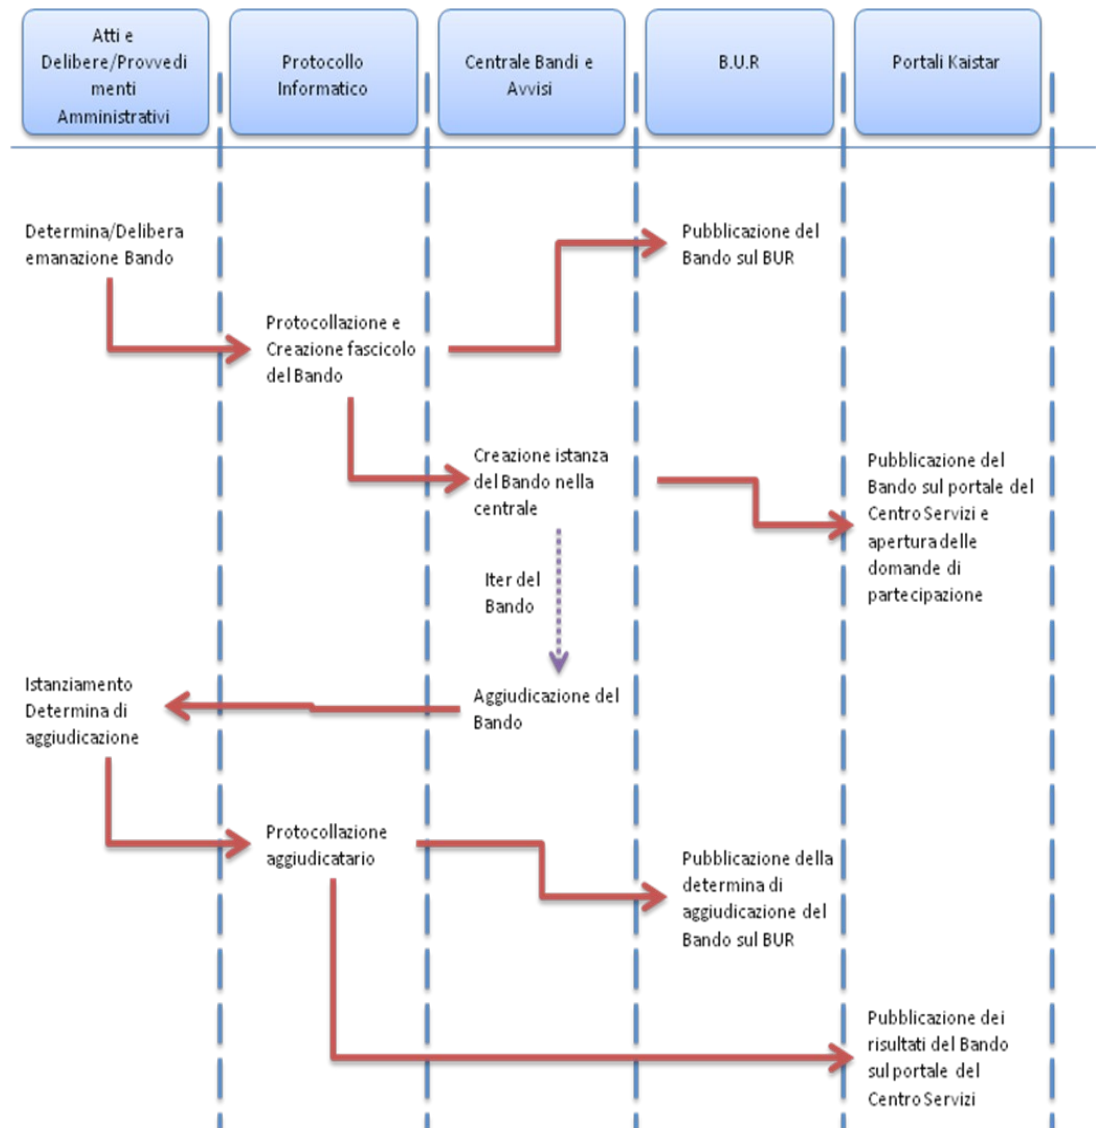 Atti e
Delibere/Provvedi
menti
Amministrativi
Protocollo
Informatico
Centrale Bandi e
Avvisi
B.U.R
Portali Kaistar
Determina/Delibera
emanazione Bando
Pubblicazione del
Bando sul BUR
Protocollazione e
Creazione fascicolo
del Bando
Creazione istanza
del Bando nella
centrale
Pubblicazione del
Bando sul portale del
Centro Servizi e
apertura delle
domande di
partecipazione
Iter del
Bando
Istanziamento
Determina di
aggiudicazione
Aggiudicazione del
Bando
Protocollazione
aggiudicatario
Pubblicazione della
determina di
aggiudicazione del
Bando sul BUR
Pubblicazione dei
risultati del Bando
sul portale del
Centro Servizi